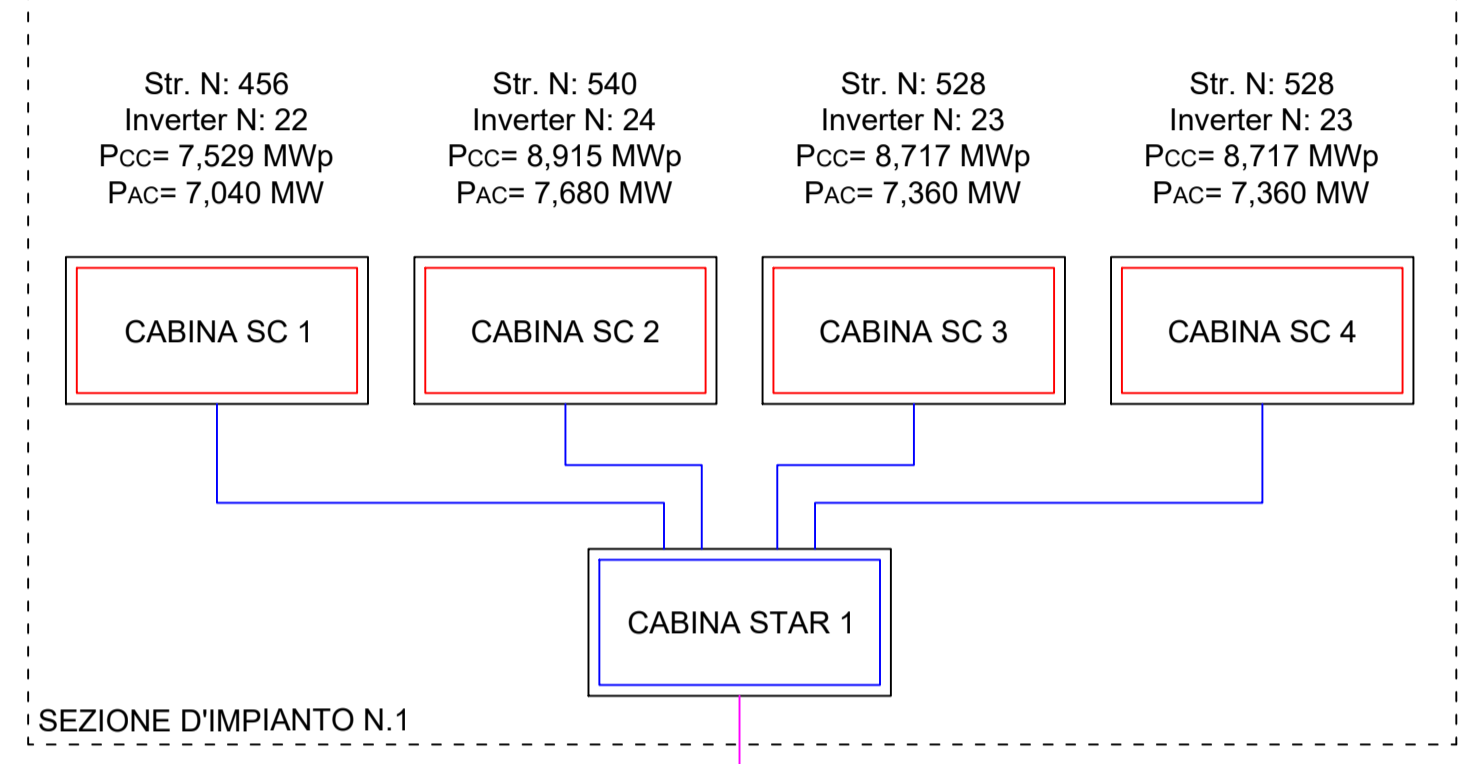 Str. N: 456
Inverter N: 22
PCC= 7,529 MWp
PAC= 7,040 MW
Str. N: 540
Inverter N: 24
PCC= 8,915 MWp
PAC= 7,680 MW
Str. N: 528
Inverter N: 23
PCC= 8,717 MWp
PAC= 7,360 MW
Str. N: 528
Inverter N: 23
PCC= 8,717 MWp
PAC= 7,360 MW
CABINA SC 1
CABINA SC 2
CABINA SC 3
CABINA SC 4
CABINA STAR 1
SEZIONE D'IMPIANTO N.1